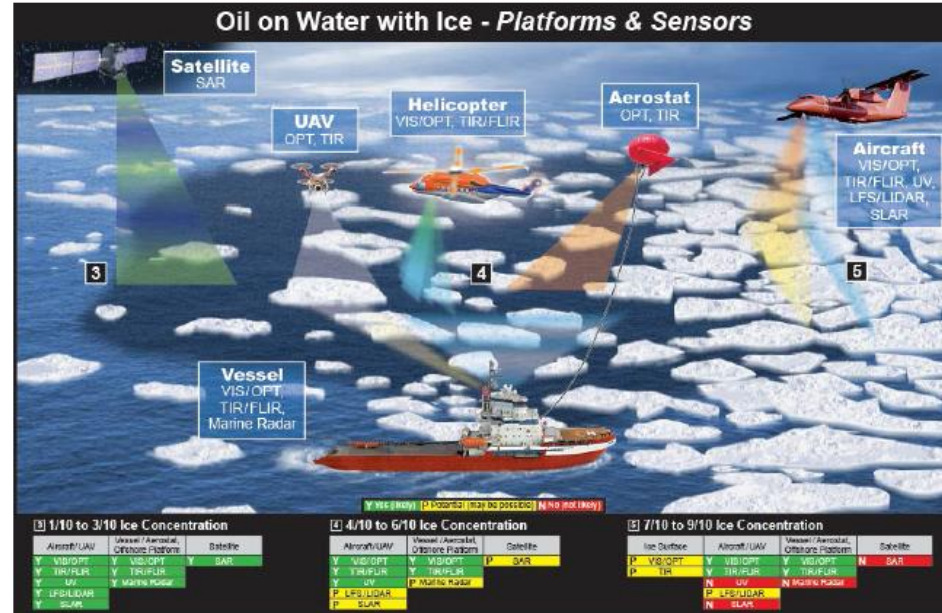 Oil on Water with Ice - Platforms & Sensors
Satellite
SAR
UAV
OPT, TIR
Helicopter
VIS/OPT, TIR/FLIR
Aerostat
OPT, TIR
Aircraft
VIS/OPT,
TIR/FLIR, UV,
LFS/LIDAR,
SLAR
3
4
5
Vessel
VIS/OPT,
TIR/FLIR,
Marine Radar
Y Yes (likely) P Potential (may be possible) N No (not likely)
3 1/10 to 3/10 Ice Concentration
Aircraft/UAV Vessel/Aerostat, Offshore Platform Satellite
Y VIS/OPT Y VIS/OPT Y SAR
Y TIR/FLIR Y TIR/FLIR
Y UV Y Marine Radar
Y LFS/LIDAR
Y SLAR
4 4/10 to 6/10 Ice Concentration
Aircraft/UAV Vessel/Aerostat, Offshore Platform Satellite
Y VIS/OPT Y VIS/OPT P SAR
Y TIR/FLIR Y TIR/FLIR
Y UV P Marine Radar
P LFS/LIDAR
P SLAR
5 7/10 to 9/10 Ice Concentration
Ice Surface Aircraft/UAV Vessel/Aerostat, Offshore Platform Satellite
P VIS/OPT Y VIS/OPT Y VIS/OPT N SAR
P TIR Y TIR/FLIR Y TIR/FLIR
N UV N Marine Radar
P LFS/LIDAR
N SLAR